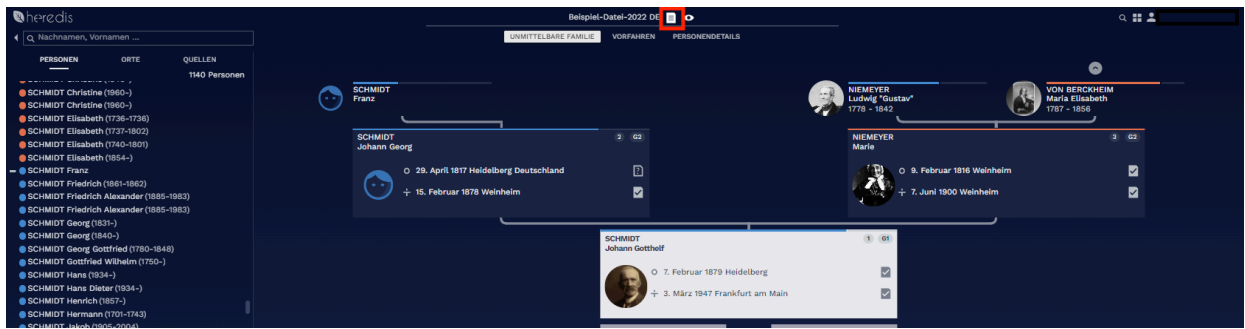 heredis
Beispiel-Datei-2022 DE
Nachnamen, Vornamen ...
UNMITTELBARE FAMILIE VORFAHREN PERSONENDETAILS
PERSONEN ORTE QUELLEN
1140 Personen
SCHMIDT Christine (1960-)
SCHMIDT Christine (1960-)
SCHMIDT Elisabeth (1736-1736)
SCHMIDT Elisabeth (1737-1802)
SCHMIDT Elisabeth (1740-1801)
SCHMIDT Elisabeth (1854-)
SCHMIDT Franz
SCHMIDT Friedrich (1861-1862)
SCHMIDT Friedrich Alexander (1885-1983)
SCHMIDT Friedrich Alexander (1885-1983)
SCHMIDT Georg (1831-)
SCHMIDT Georg (1840-)
SCHMIDT Georg Gottfried (1780-1848)
SCHMIDT Gottfried Wilhelm (1750-)
SCHMIDT Hans (1934-)
SCHMIDT Hans Dieter (1934-)
SCHMIDT Henrich (1857-)
SCHMIDT Hermann (1701-1743)
SCHMIDT Jakob (1905-2004)
SCHMIDT
Franz
NIEMEYER
Ludwig "Gustav"
1778 - 1842
VON BERCKHEIM
Maria Elisabeth
1787 - 1856
SCHMIDT 2 G2
Johann Georg
29. April 1817 Heidelberg Deutschland
15. Februar 1878 Weinheim
NIEMEYER 3 G2
Marie
9. Februar 1816 Weinheim
7. Juni 1900 Weinheim
SCHMIDT 1 G1
Johann Gotthelf
7. Februar 1879 Heidelberg
3. März 1947 Frankfurt am Main